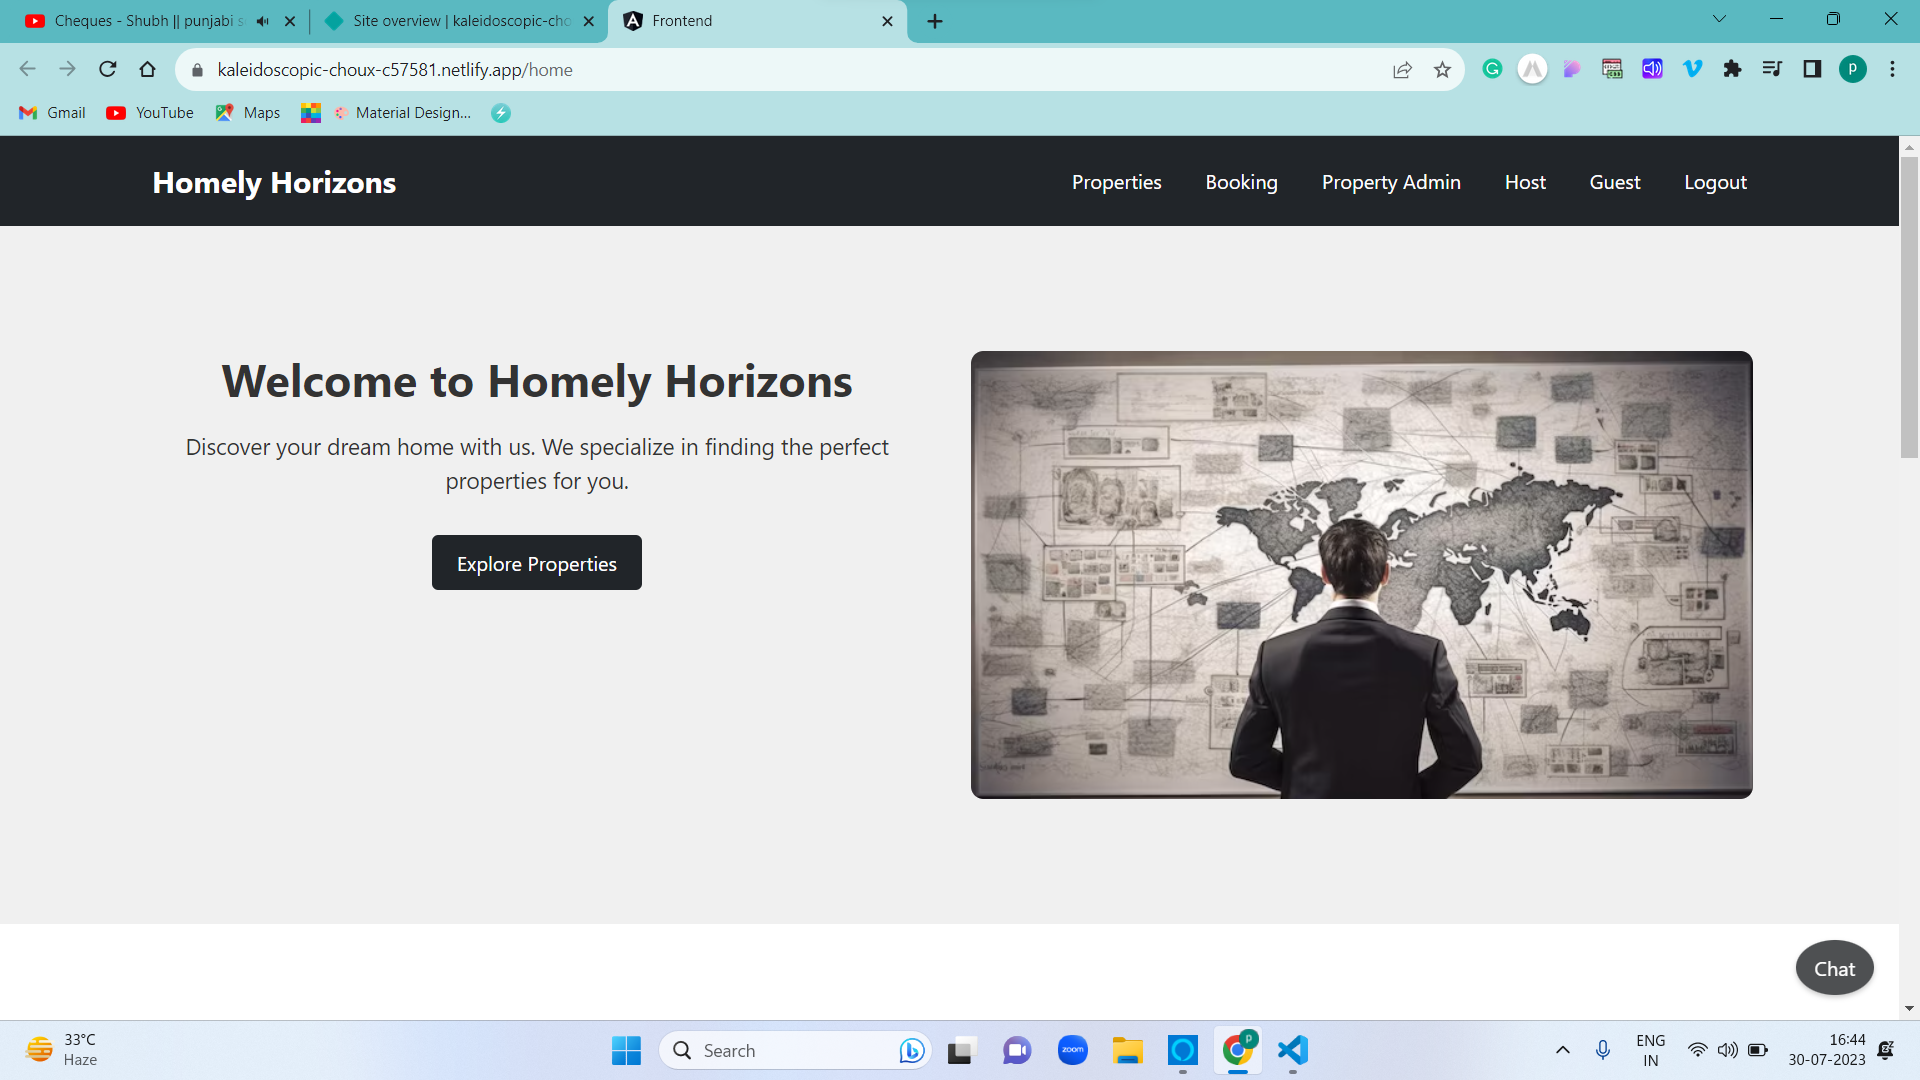 Cheques - Shubh || punjabi s
Site overview | kaleidoscopic-cho
Frontend
kaleidoscopic-choux-c57581.netlify.app/home
Gmail
YouTube
Maps
Material Design...
Homely Horizons
Properties
Booking
Property Admin
Host
Guest
Logout
Welcome to Homely Horizons
Discover your dream home with us. We specialize in finding the perfect
properties for you.
Explore Properties
Chat
33°C
Haze
Search
zoom
ENG
IN
16:44
30-07-2023